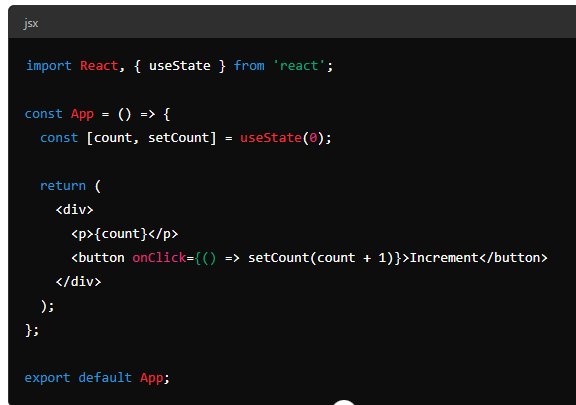 jsx
import React, { useState } from 'react';
const App = () => {
const [count, setCount] = useState(0);
return (
<div>
<p>{count}</p>
<button onClick={() => setCount(count + 1)}>Increment</button>
</div>
);
};
export default App;